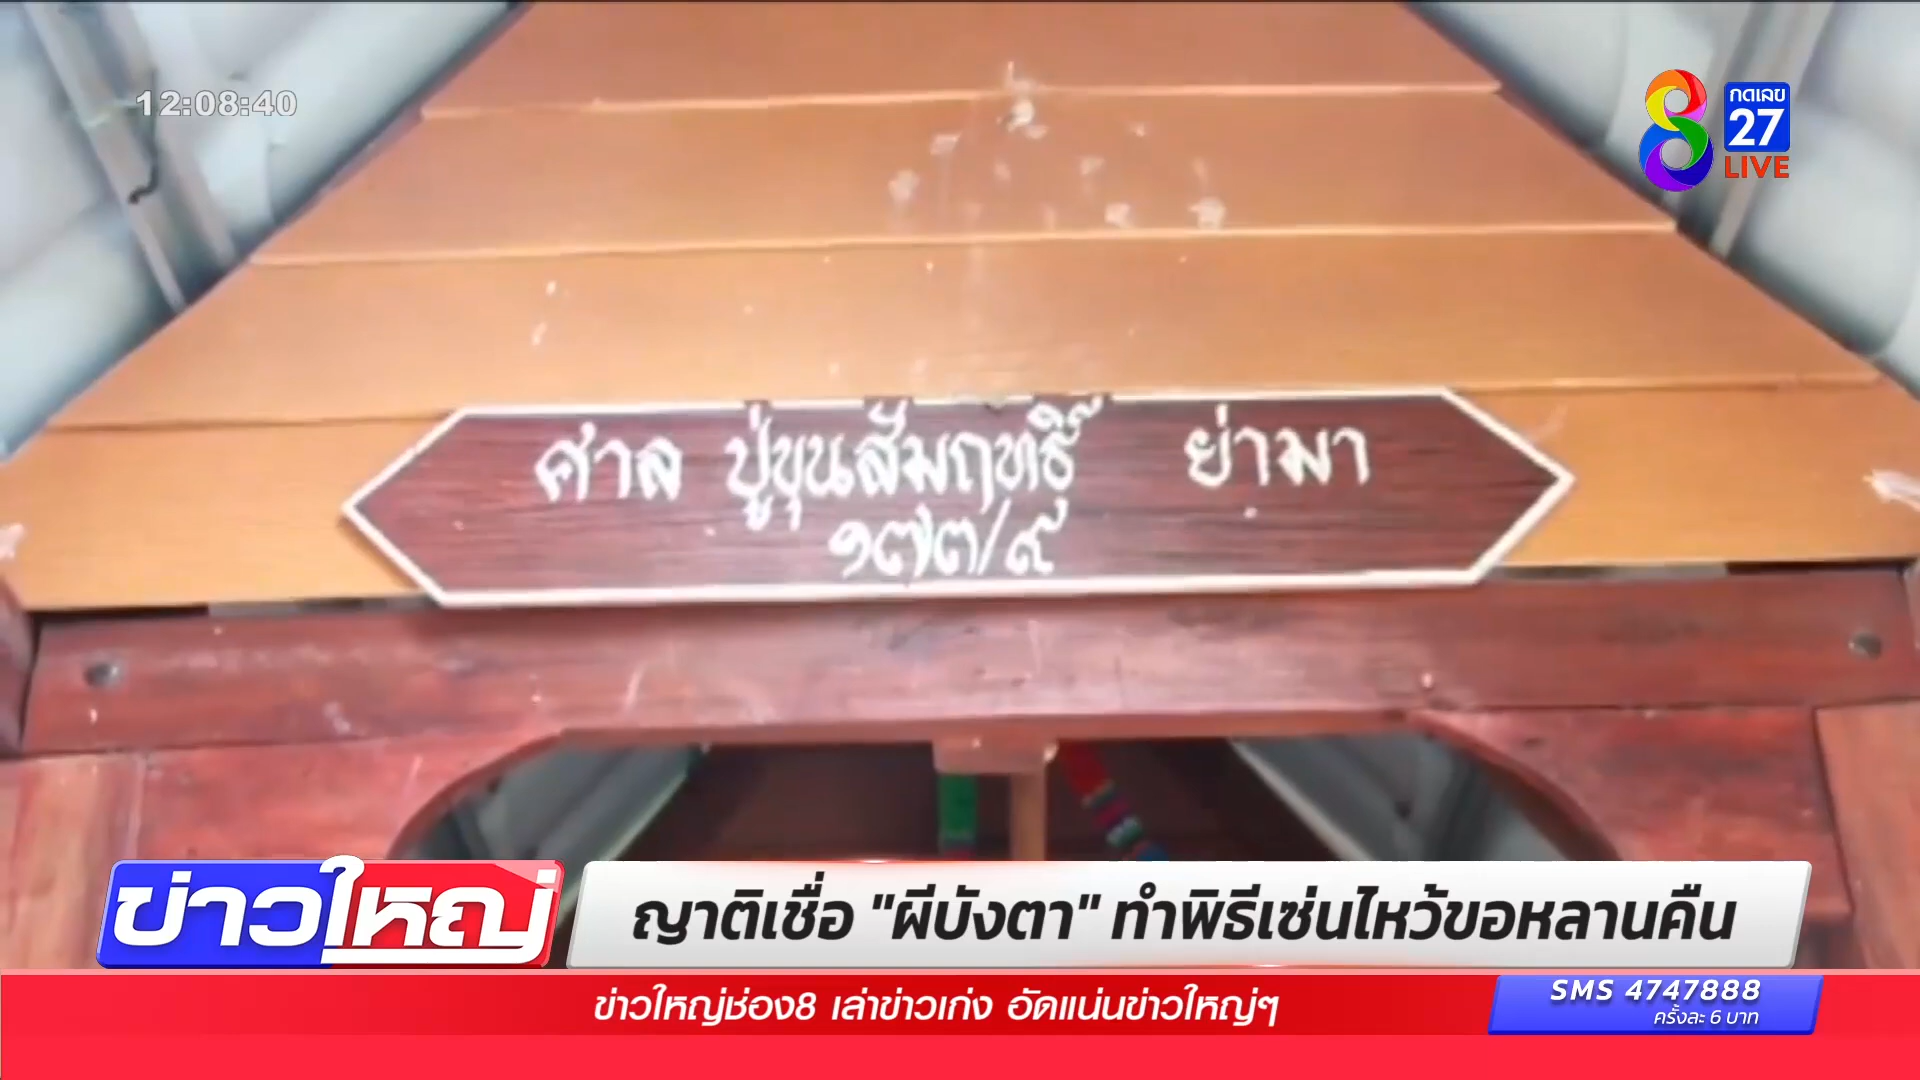 12:08:40
8 กดเลข
27
LIVE
ศาล ปู่ขุนสัมฤทธิ์ ย่ามา
๑๗๓/๙
ข่าวใหญ่
ญาติเชื่อ "ผีบังตา" ทำพิธีเซ่นไหว้ขอหลานคืน
ข่าวใหญ่ช่อง8 เล่าข่าวเก่ง อัดแน่นข่าวใหญ่ๆ
SMS 4747888
ครั้งละ 6 บาท